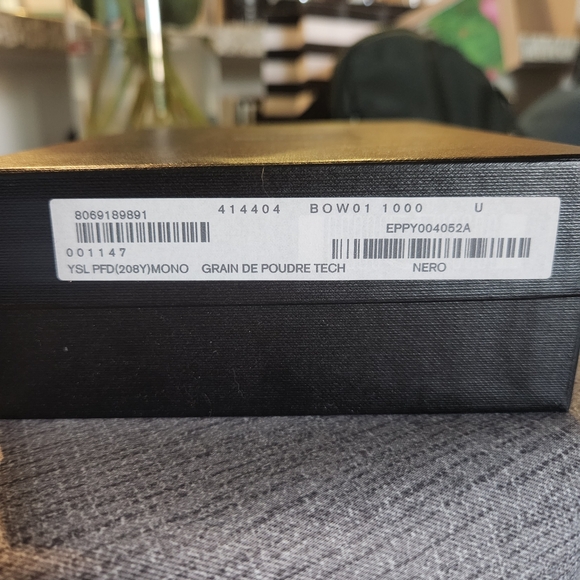 8069189891 414404 BOW01 1000 U
EPPY004052A
001147
YSL PFD(208Y)MONO GRAIN DE POUDRE TECH NERO